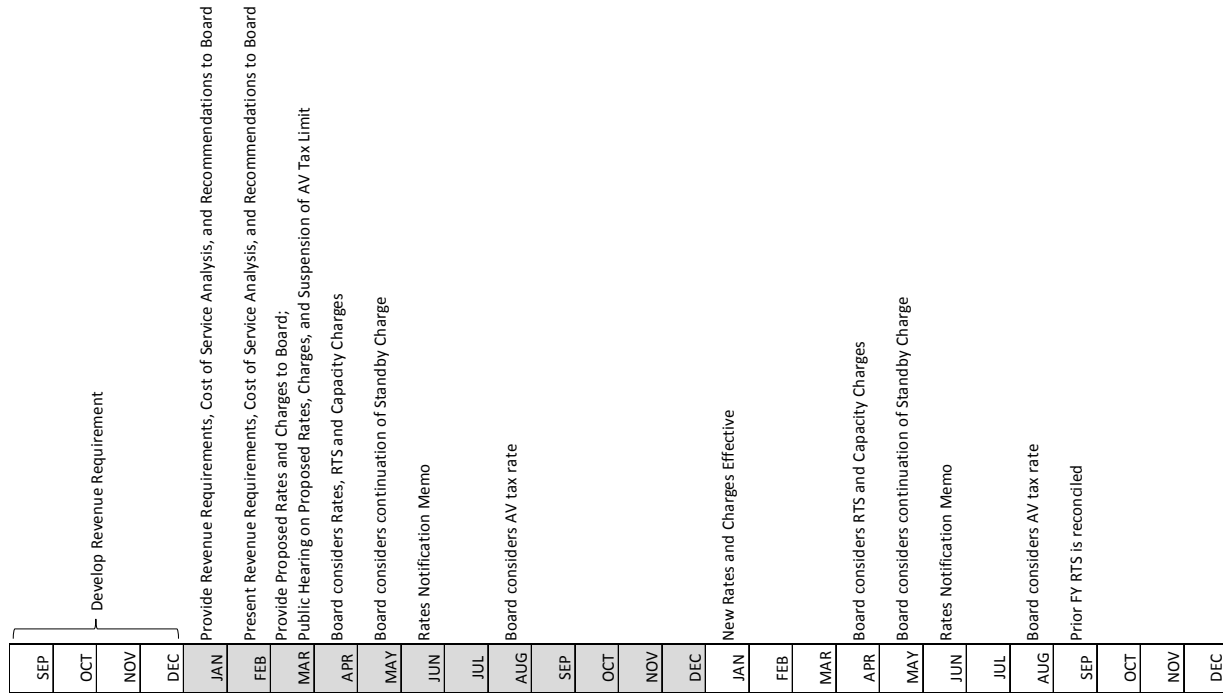 Develop Revenue Requirement
Provide Revenue Requirements, Cost of Service Analysis, and Recommendations to Board
Present Revenue Requirements, Cost of Service Analysis, and Recommendations to Board
Provide Proposed Rates and Charges to Board;
Public Hearing on Proposed Rates, Charges, and Suspension of AV Tax Limit
Board considers Rates, RTS and Capacity Charges
Board considers continuation of Standby Charge
Rates Notification Memo
Board considers AV tax rate
New Rates and Charges Effective
Board considers RTS and Capacity Charges
Board considers continuation of Standby Charge
Rates Notification Memo
Board considers AV tax rate
Prior FY RTS is reconciled
SEP
OCT
NOV
DEC
JAN
FEB
MAR
APR
MAY
JUN
JUL
AUG
SEP
OCT
NOV
DEC
JAN
FEB
MAR
APR
MAY
JUN
JUL
AUG
SEP
OCT
NOV
DEC